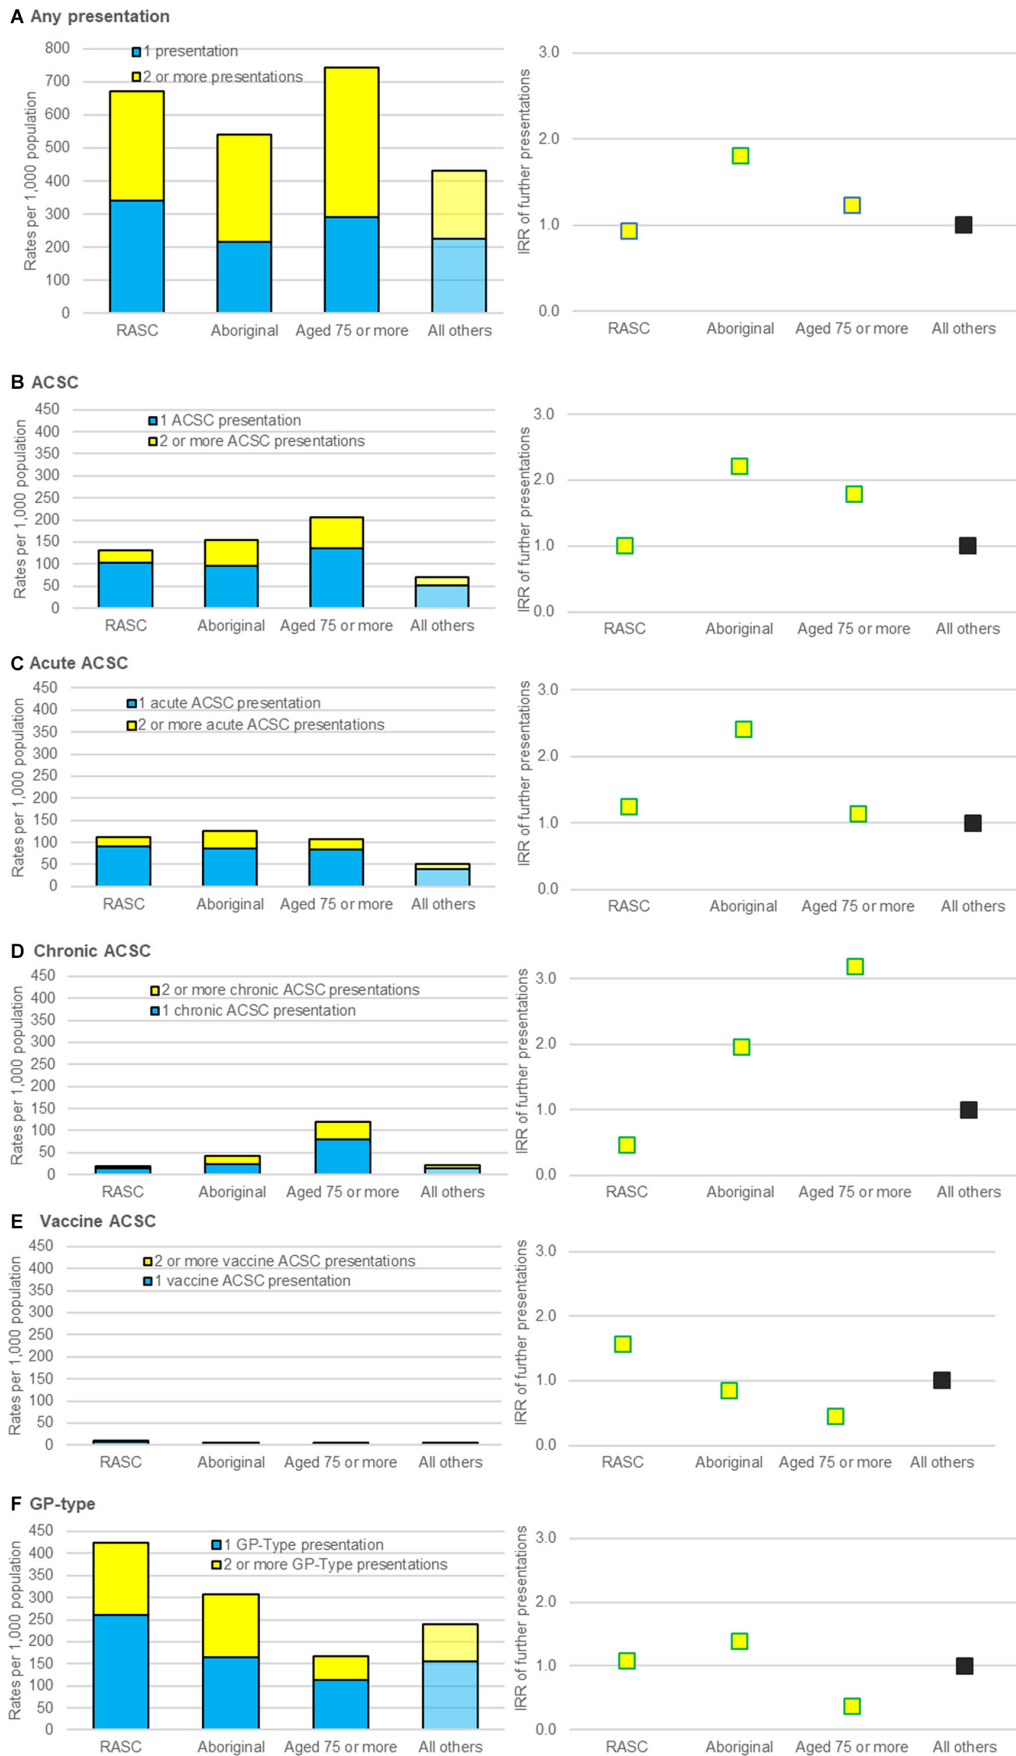 A Any presentation
Rates per 1,000 population
800
700
600
500
400
300
200
100
0
1 presentation
2 or more presentations
RASC Aboriginal Aged 75 or more All others
IRR of further presentations
3.0
2.0
1.0
0.0
RASC Aboriginal Aged 75 or more All others
B ACSC
Rates per 1,000 population
450
400
350
300
250
200
150
100
50
0
1 ACSC presentation
2 or more ACSC presentations
RASC Aboriginal Aged 75 or more All others
IRR of further presentations
3.0
2.0
1.0
0.0
RASC Aboriginal Aged 75 or more All others
C Acute ACSC
Rates per 1,000 population
450
400
350
300
250
200
150
100
50
0
1 acute ACSC presentation
2 or more acute ACSC presentations
RASC Aboriginal Aged 75 or more All others
IRR of further presentations
3.0
2.0
1.0
0.0
RASC Aboriginal Aged 75 or more All others
D Chronic ACSC
Rates per 1,000 population
450
400
350
300
250
200
150
100
50
0
2 or more chronic ACSC presentations
1 chronic ACSC presentation
RASC Aboriginal Aged 75 or more All others
IRR of further presentations
3.0
2.0
1.0
0.0
RASC Aboriginal Aged 75 or more All others
E Vaccine ACSC
Rates per 1,000 population
450
400
350
300
250
200
150
100
50
0
2 or more vaccine ACSC presentations
1 vaccine ACSC presentation
RASC Aboriginal Aged 75 or more All others
IRR of further presentations
3.0
2.0
1.0
0.0
RASC Aboriginal Aged 75 or more All others
F GP-type
Rates per 1,000 population
450
400
350
300
250
200
150
100
50
0
1 GP-Type presentation
2 or more GP-Type presentations
RASC Aboriginal Aged 75 or more All others
IRR of further presentations
3.0
2.0
1.0
0.0
RASC Aboriginal Aged 75 or more All others